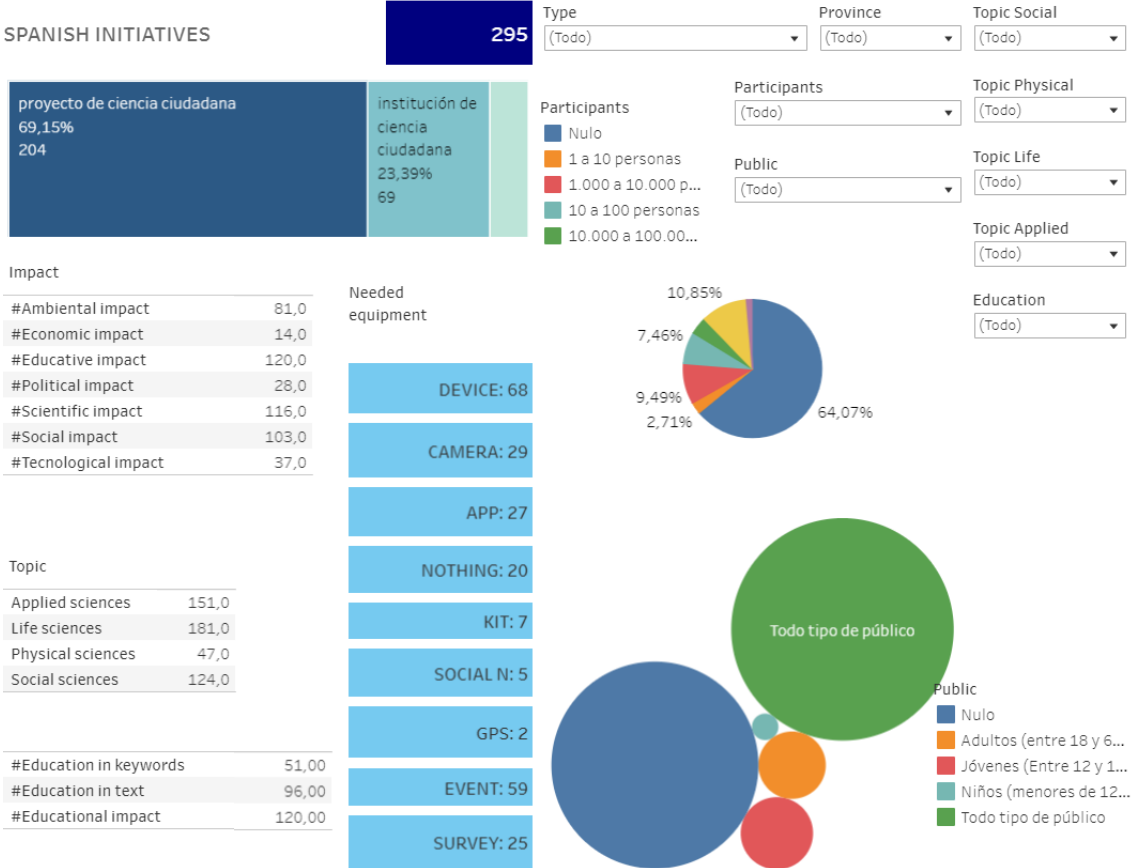 SPANISH INITIATIVES
295
Type
(Todo)
Province
(Todo)
Topic Social
(Todo)
proyecto de ciencia ciudadana
69,15%
204
institución de
ciencia
ciudadana
23,39%
69
Participants
Nulo
1 a 10 personas
1.000 a 10.000 p...
10 a 100 personas
10.000 a 100.00...
Participants
(Todo)
Public
(Todo)
Topic Physical
(Todo)
Topic Life
(Todo)
Topic Applied
(Todo)
Education
(Todo)
Impact
#Ambiental impact 81,0
#Economic impact 14,0
#Educative impact 120,0
#Political impact 28,0
#Scientific impact 116,0
#Social impact 103,0
#Tecnological impact 37,0
Needed
equipment
DEVICE: 68
CAMERA: 29
APP: 27
NOTHING: 20
KIT: 7
SOCIAL N: 5
GPS: 2
EVENT: 59
SURVEY: 25
10,85%
7,46%
9,49%
2,71%
64,07%
Topic
Applied sciences 151,0
Life sciences 181,0
Physical sciences 47,0
Social sciences 124,0
#Education in keywords 51,00
#Education in text 96,00
#Educational impact 120,00
Todo tipo de público
Public
Nulo
Adultos (entre 18 y 6...
Jóvenes (Entre 12 y 1...
Niños (menores de 12...
Todo tipo de público